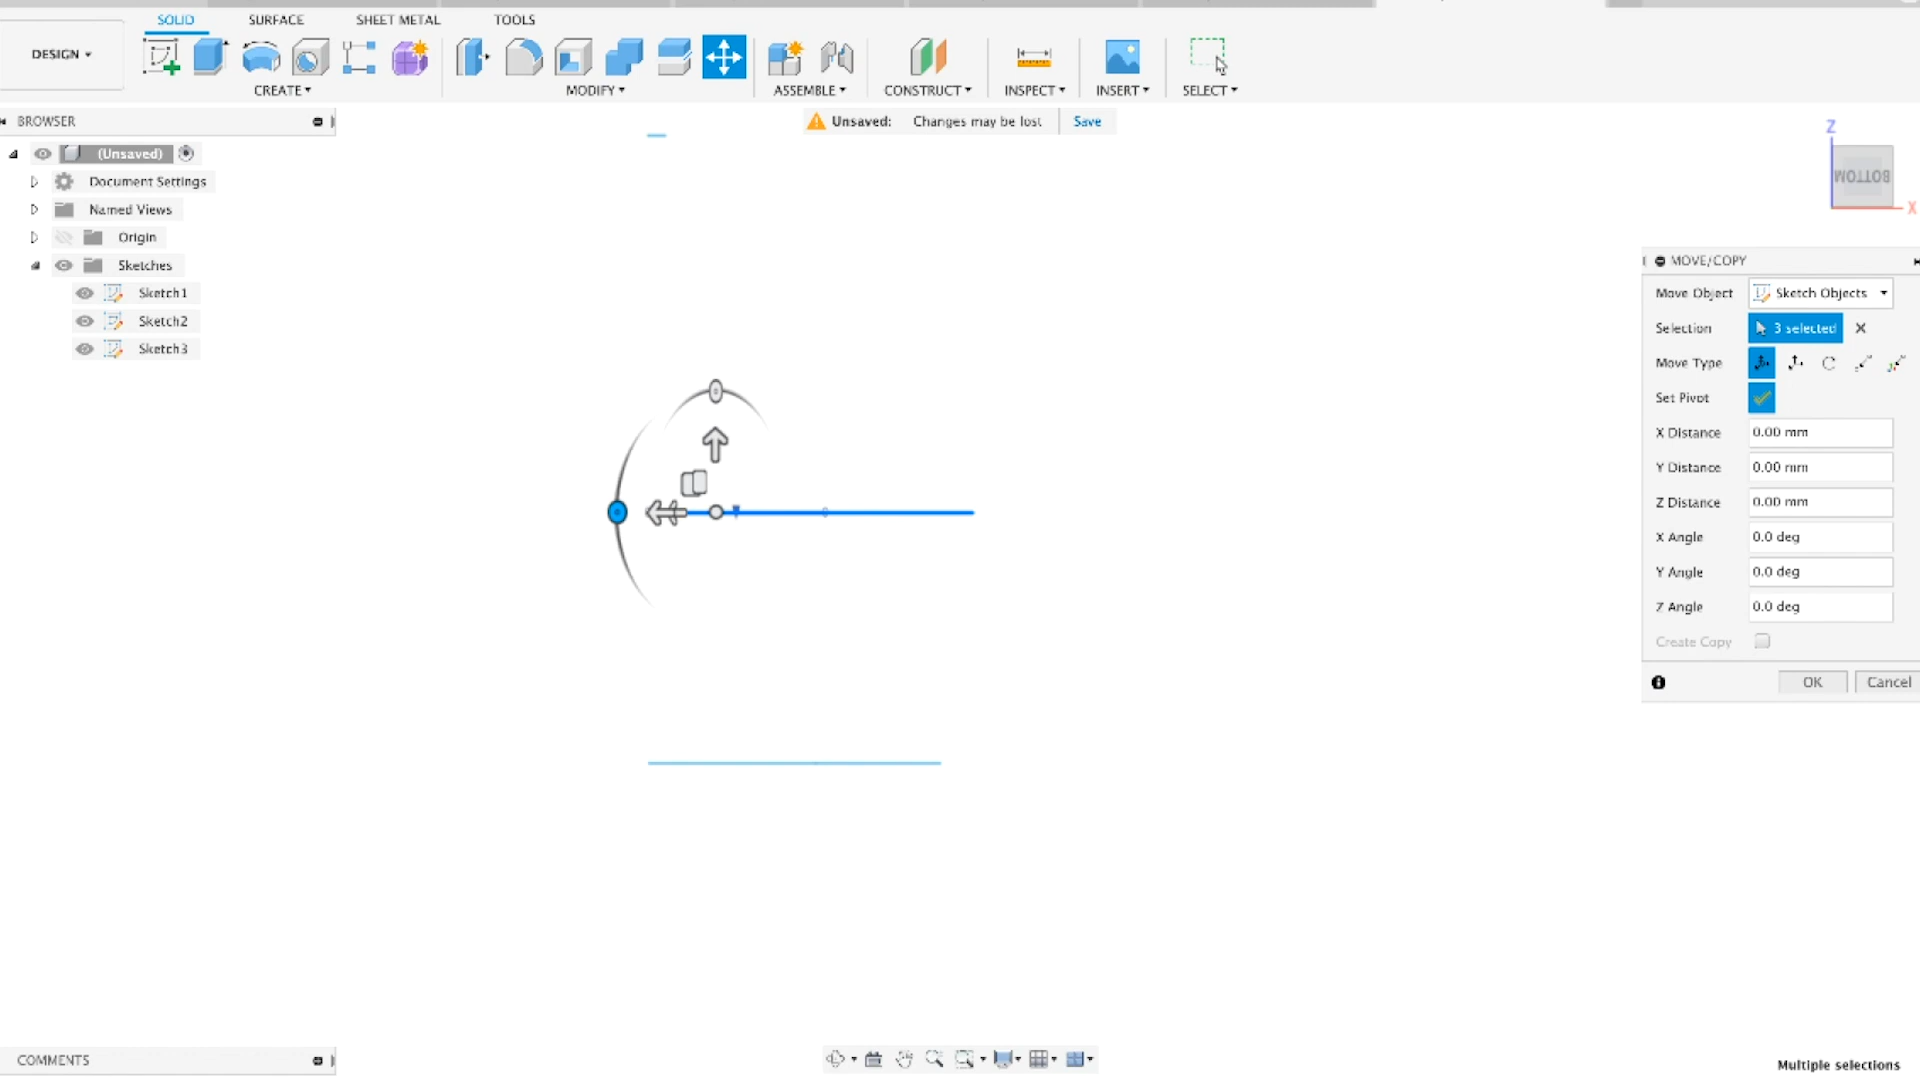 SOLID SURFACE SHEET METAL TOOLS
DESIGN
CREATE MODIFY ASSEMBLE CONSTRUCT INSPECT INSERT SELECT
BROWSER
Unsaved: Changes may be lost Save
(Unsaved)
Document Settings
Named Views
Origin
Sketches
Sketch1
Sketch2
Sketch3
Z
BOTTOM
X
MOVE/COPY
Move Object Sketch Objects
Selection 3 selected
Move Type
Set Pivot
X Distance 0.00 mm
Y Distance 0.00 mm
Z Distance 0.00 mm
X Angle 0.0 deg
Y Angle 0.0 deg
Z Angle 0.0 deg
Create Copy
OK Cancel
COMMENTS
Multiple selections